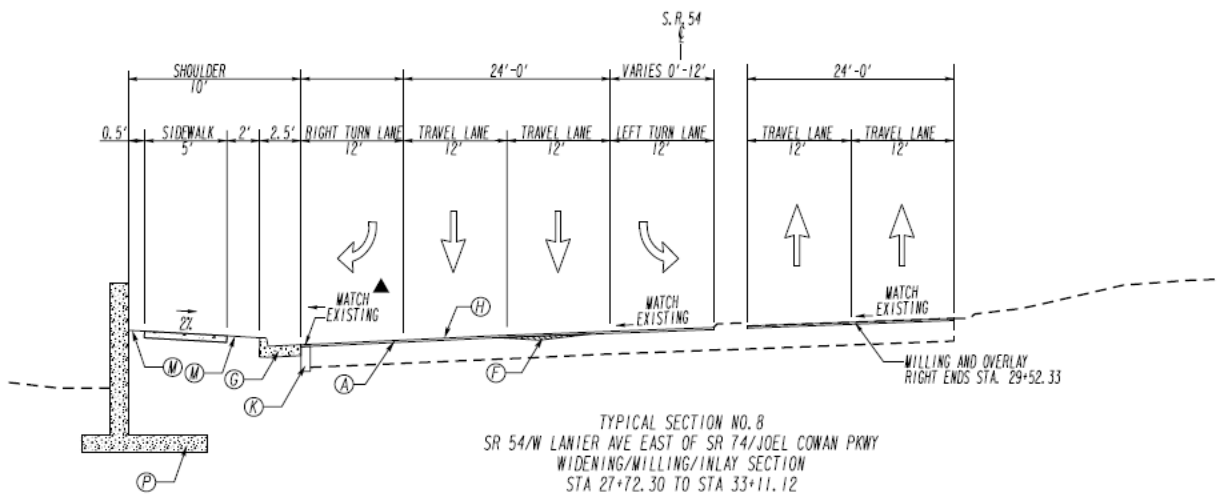 S.R. 54
℄
SHOULDER
10'
24'-0'
VARIES 0'-12'
24'-0'
0.5'
SIDEWALK
5'
2'
2.5'
RIGHT TURN LANE
12'
TRAVEL LANE
12'
TRAVEL LANE
12'
LEFT TURN LANE
12'
TRAVEL LANE
12'
TRAVEL LANE
12'
MATCH
EXISTING
H
MATCH
EXISTING
MATCH
EXISTING
2%
M
M
G
K
A
F
MILLING AND OVERLAY
RIGHT ENDS STA. 29+52.33
P
TYPICAL SECTION NO. 8
SR 54/W LANIER AVE EAST OF SR 74/JOEL COWAN PKWY
WIDENING/MILLING/INLAY SECTION
STA 27+72.30 TO STA 33+11.12